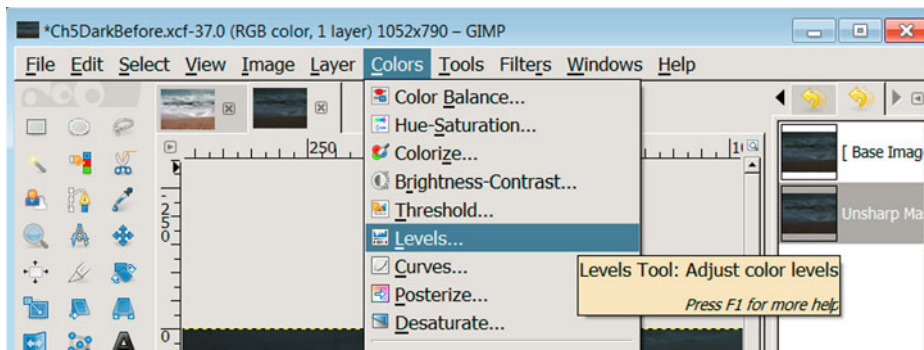 *Ch5DarkBefore.xcf-37.0 (RGB color, 1 layer) 1052x790 – GIMP
File Edit Select View Image Layer Colors Tools Filters Windows Help
Color Balance...
Hue-Saturation...
Colorize...
Brightness-Contrast...
Threshold...
Levels...
Curves...
Posterize...
Desaturate...
Levels Tool: Adjust color levels
Press F1 for more help
250
250
0
[ Base Imag
Unsharp Ma